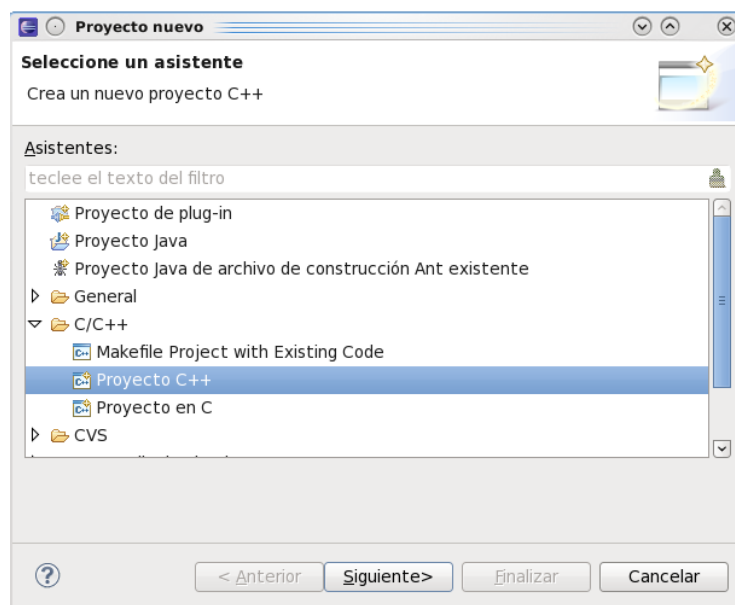 Proyecto nuevo
Seleccione un asistente
Crea un nuevo proyecto C++
Asistentes:
teclee el texto del filtro
Proyecto de plug-in
Proyecto Java
Proyecto Java de archivo de construcción Ant existente
General
C/C++
Makefile Project with Existing Code
Proyecto C++
Proyecto en C
CVS
< Anterior Siguiente> Finalizar Cancelar